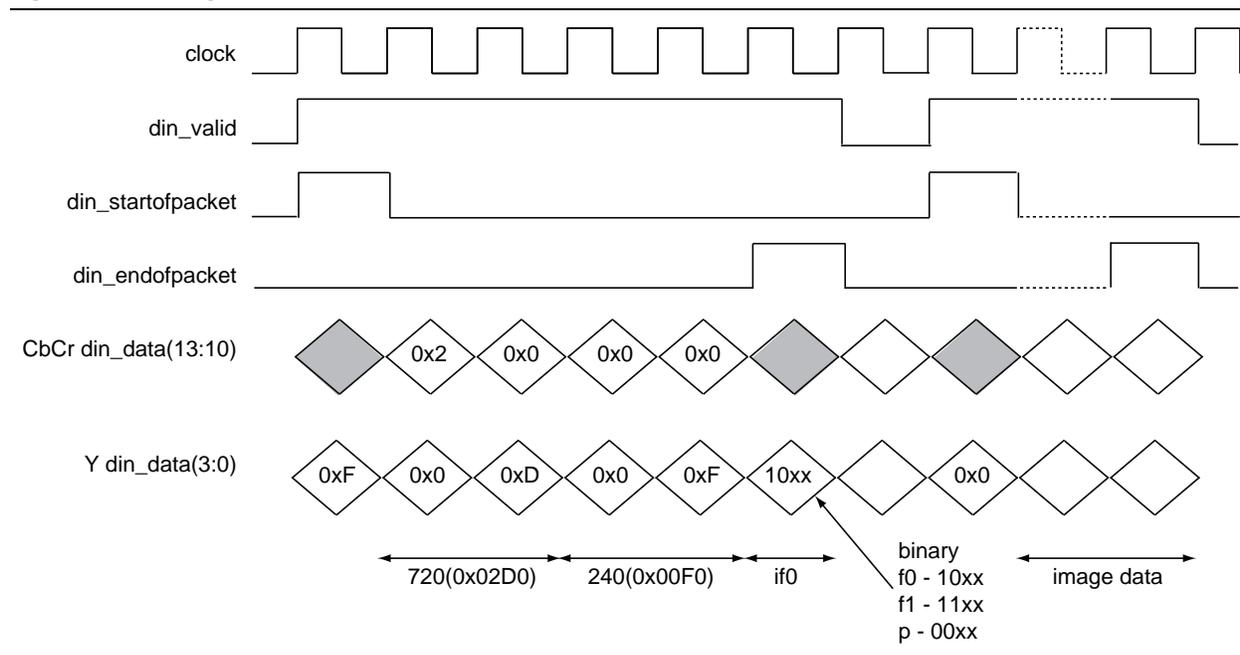 clock
din_valid
din_startofpacket
din_endofpacket
CbCr din_data(13:10)
0x2 0x0 0x0 0x0
Y din_data(3:0)
0xF 0x0 0xD 0x0 0xF 10xx 0x0
720(0x02D0) 240(0x00F0) if0
binary
f0 - 10xx
f1 - 11xx
p - 00xx
image data